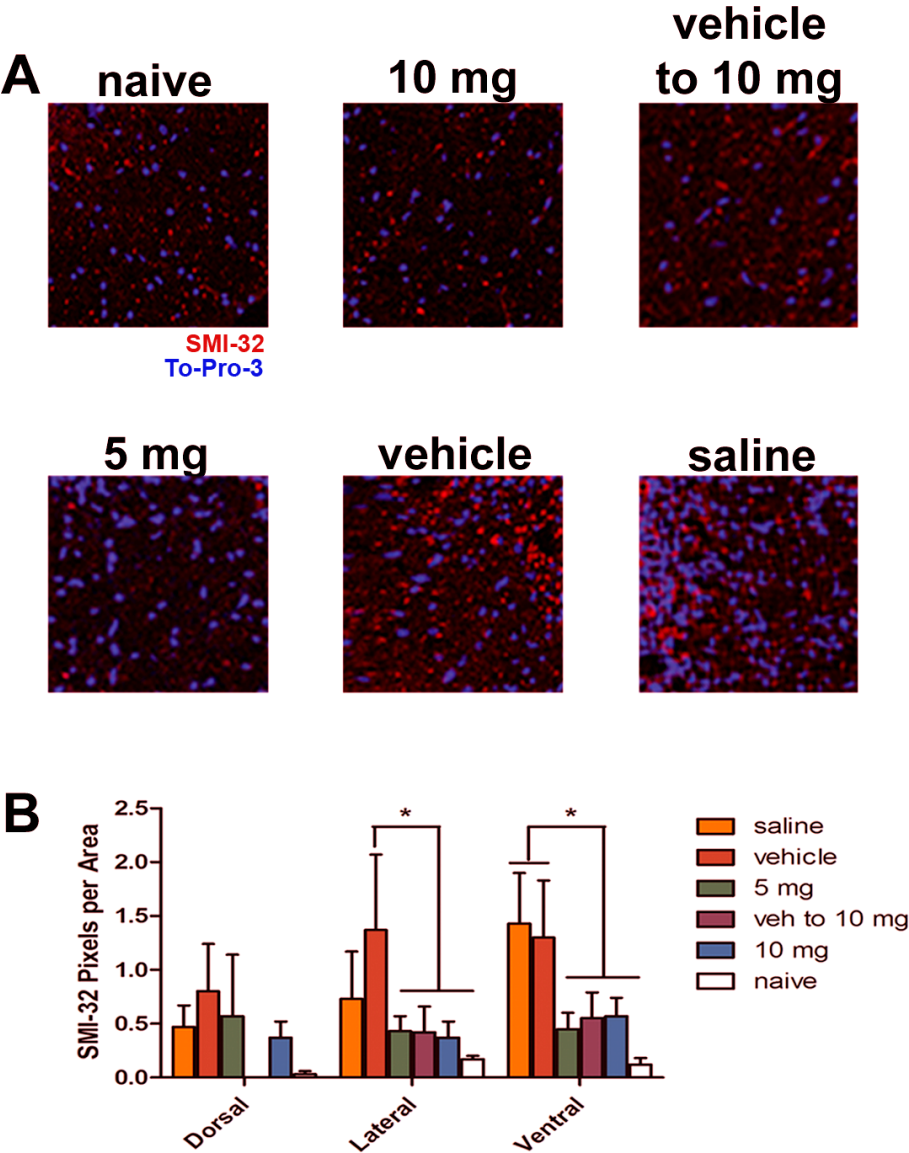 A
naive
10 mg
vehicle
to 10 mg
SMI-32
To-Pro-3
5 mg
vehicle
saline
B
SMI-32 Pixels per Area
2.5
2.0
1.5
1.0
0.5
0.0
*
*
Dorsal
Lateral
Ventral
saline
vehicle
5 mg
veh to 10 mg
10 mg
naive